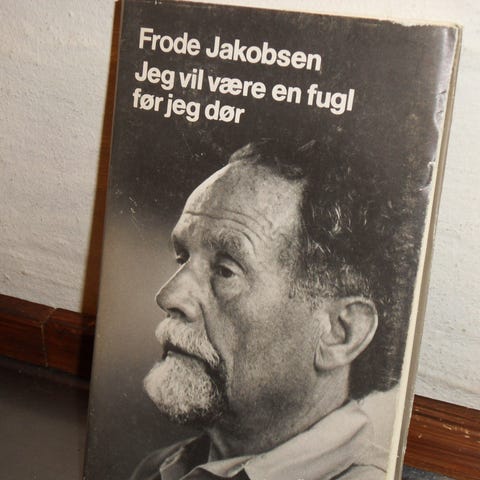 Frode Jakobsen
Jeg vil være en fugl
før jeg dør